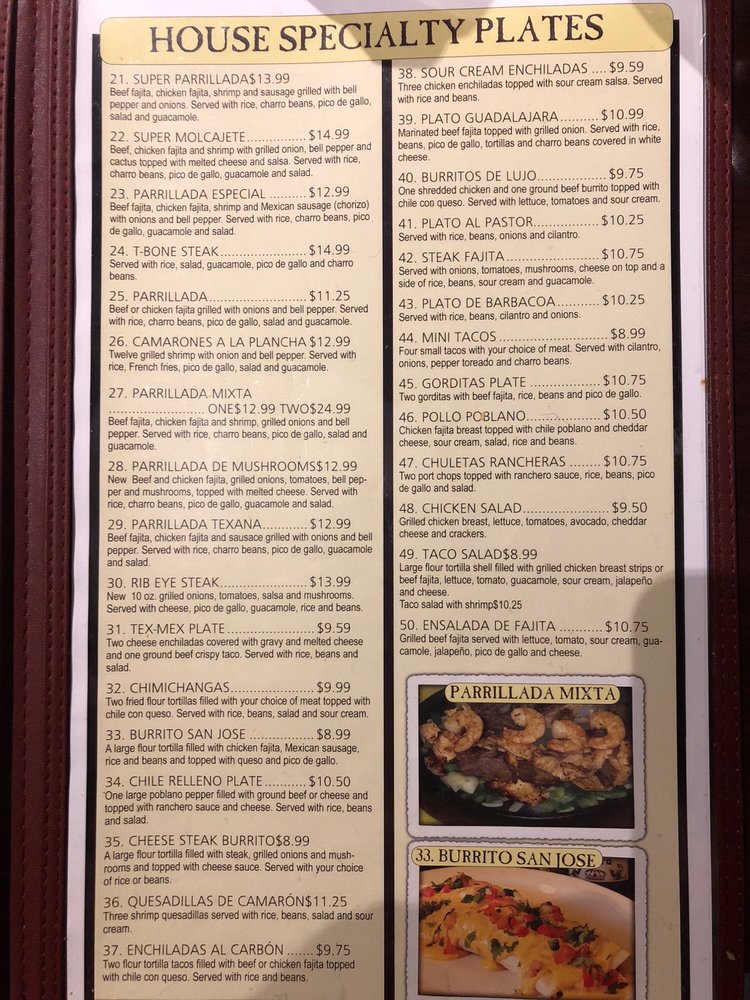 HOUSE SPECIALTY PLATES
21. SUPER PARRILLADA$13.99
Beef fajita, chicken fajita, shrimp and sausage grilled with bell
pepper and onions. Served with rice, charro beans, pico de gallo,
salad and guacamole.
22. SUPER MOLCAJETE............... $14.99
Beef, chicken fajita and shrimp with grilled onion, bell pepper and
cactus topped with melted cheese and salsa. Served with rice,
charro beans, pico de gallo, guacamole and salad.
23. PARRILLADA ESPECIAL .......... $12.99
Beef fajita, chicken fajita, shrimp and Mexican sausage (chorizo)
with onions and bell pepper. Served with rice, charro beans, pico
de gallo, guacamole and salad.
24. T-BONE STEAK...................... $14.99
Served with rice, salad, guacamole, pico de gallo and charro
beans.
25. PARRILLADA......................... $11.25
Beef or chicken fajita grilled with onions and bell pepper. Served
with rice, charro beans, pico de gallo, salad and guacamole.
26. CAMARONES A LA PLANCHA $12.99
Twelve grilled shrimp with onion and bell pepper. Served with
rice, French fries, pico de gallo, salad and guacamole.
27. PARRILLADA MIXTA
........................ ONE$12.99 TWO$24.99
Beef fajita, chicken fajita and shrimp, grilled onions and bell
pepper. Served with rice, charro beans, pico de gallo, salad and
guacamole.
28. PARRILLADA DE MUSHROOMS$12.99
New Beef and chicken fajita, grilled onions, tomatoes, bell pep-
per and mushrooms, topped with melted cheese. Served with
rice, charro beans, pico de gallo, guacamole and salad.
29. PARRILLADA TEXANA............ $12.99
Beef fajita, chicken fajita and sausace grilled with onions and bell
pepper. Served with rice, charro beans, pico de gallo, guacamole
and salad.
30. RIB EYE STEAK...................... $13.99
New 10 oz. grilled onions, tomatoes, salsa and mushrooms.
Served with cheese, pico de gallo, guacamole, rice and beans.
31. TEX-MEX PLATE...................... $9.59
Two cheese enchiladas covered with gravy and melted cheese
and one ground beef crispy taco. Served with rice, beans and
salad.
32. CHIMICHANGAS..................... $9.99
Two fried flour tortillas filled with your choice of meat topped with
chile con queso. Served with rice, beans, salad and sour cream.
33. BURRITO SAN JOSE ................ $8.99
A large flour tortilla filled with chicken fajita, Mexican sausage,
rice and beans and topped with queso and pico de gallo.
34. CHILE RELLENO PLATE........... $10.50
One large poblano pepper filled with ground beef or cheese and
topped with ranchero sauce and cheese. Served with rice, beans
and salad.
35. CHEESE STEAK BURRITO$8.99
A large flour tortilla filled with steak, grilled onions and mush-
rooms and topped with cheese sauce. Served with your choice
of rice or beans.
36. QUESADILLAS DE CAMARÓN$11.25
Three shrimp quesadillas served with rice, beans, salad and sour
cream.
37. ENCHILADAS AL CARBÓN ....... $9.75
Two flour tortilla tacos filled with beef or chicken fajita topped
with chile con queso. Served with rice and beans.
38. SOUR CREAM ENCHILADAS .... $9.59
Three chicken enchiladas topped with sour cream salsa. Served
with rice and beans.
39. PLATO GUADALAJARA.......... $10.99
Marinated beef fajita topped with grilled onion. Served with rice,
beans, pico de gallo, tortillas and charro beans covered in white
cheese.
40. BURRITOS DE LUJO................. $9.75
One shredded chicken and one ground beef burrito topped with
chile con queso. Served with lettuce, tomatoes and sour cream.
41. PLATO AL PASTOR................ $10.25
Served with rice, beans, onions and cilantro.
42. STEAK FAJITA...................... $10.75
Served with onions, tomatoes, mushrooms, cheese on top and a
side of rice, beans, sour cream and guacamole.
43. PLATO DE BARBACOA........... $10.25
Served with rice, beans, cilantro and onions.
44. MINI TACOS ........................... $8.99
Four small tacos with your choice of meat. Served with cilantro,
onions, pepper toreado and charro beans.
45. GORDITAS PLATE ................. $10.75
Two gorditas with beef fajita, rice, beans and pico de gallo.
46. POLLO POBLANO.................. $10.50
Chicken fajita breast topped with chile poblano and cheddar
cheese, sour cream, salad, rice and beans.
47. CHULETAS RANCHERAS ........ $10.75
Two port chops topped with ranchero sauce, rice, beans, pico
de gallo and salad.
48. CHICKEN SALAD..................... $9.50
Grilled chicken breast, lettuce, tomatoes, avocado, cheddar
cheese and crackers.
49. TACO SALAD$8.99
Large flour tortilla shell filled with grilled chicken breast strips or
beef fajita, lettuce, tomato, guacamole, sour cream, jalapeño
and cheese.
Taco salad with shrimp$10.25
50. ENSALADA DE FAJITA ........... $10.75
Grilled beef fajita served with lettuce, tomato, sour cream, gua-
camole, jalapeño, pico de gallo and cheese.
PARRILLADA MIXTA
33. BURRITO SAN JOSE